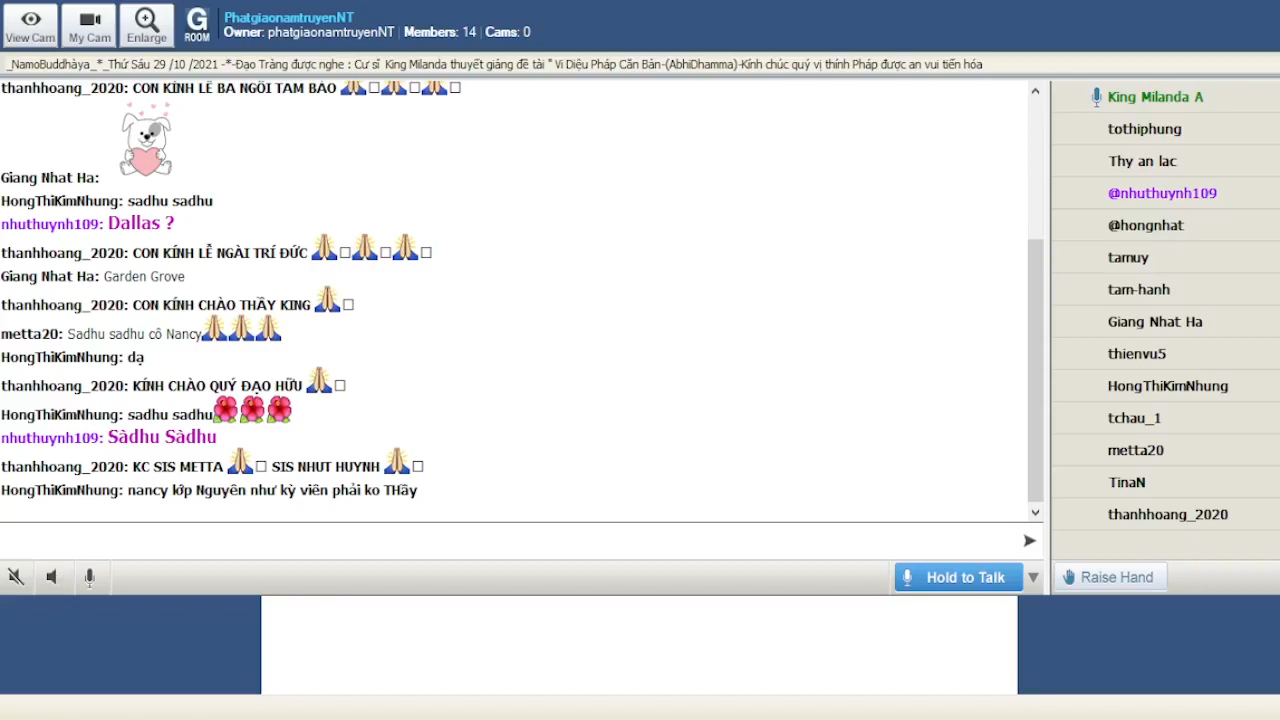 View Cam
My Cam
Enlarge
G
ROOM
PhatgiaonamtruyenNT
Owner: phatgiaonamtruyenNT | Members: 14 | Cams: 0
_NamoBuddhàya_*_Thứ Sáu 29 /10 /2021 -*-Đạo Tràng được nghe : Cư sĩ King Milanda thuyết giảng đề tài " Vi Diệu Pháp Căn Bản-(AbhiDhamma)-Kính chúc quý vị thính Pháp được an vui tiến hóa
thanhhoang_2020: CON KÍNH LỄ BA NGÔI TAM BẢO 🙏□🙏□🙏□
Giang Nhat Ha:
HongThiKimNhung: sadhu sadhu
nhuthuynh109: Dallas ?
thanhhoang_2020: CON KÍNH LỄ NGÀI TRÍ ĐỨC 🙏□🙏□🙏□
Giang Nhat Ha: Garden Grove
thanhhoang_2020: CON KÍNH CHÀO THẦY KING 🙏□
metta20: Sadhu sadhu cô Nancy🙏🙏🙏
HongThiKimNhung: dạ
thanhhoang_2020: KÍNH CHÀO QUÝ ĐẠO HỮU 🙏□
HongThiKimNhung: sadhu sadhu🌺🌺🌺
nhuthuynh109: Sàdhu Sàdhu
thanhhoang_2020: KC SIS METTA 🙏□ SIS NHUT HUYNH 🙏□
HongThiKimNhung: nancy lớp Nguyên như kỳ viên phải ko THầy
King Milanda A
tothiphung
Thy an lac
@nhuthuynh109
@hongnhat
tamuy
tam-hanh
Giang Nhat Ha
thienvu5
HongThiKimNhung
tchau_1
metta20
TinaN
thanhhoang_2020
Hold to Talk
Raise Hand